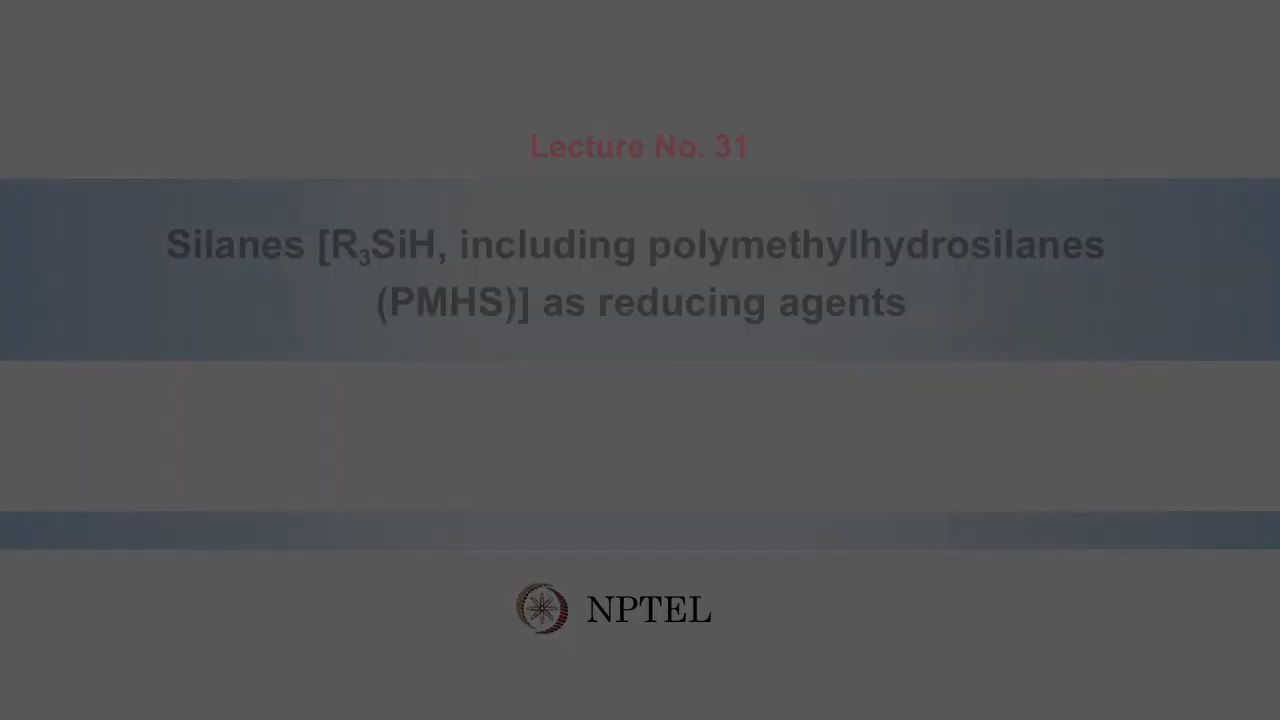 Lecture No. 31
Silanes [R₃SiH, including polymethylhydrosilanes
(PMHS)] as reducing agents
NPTEL